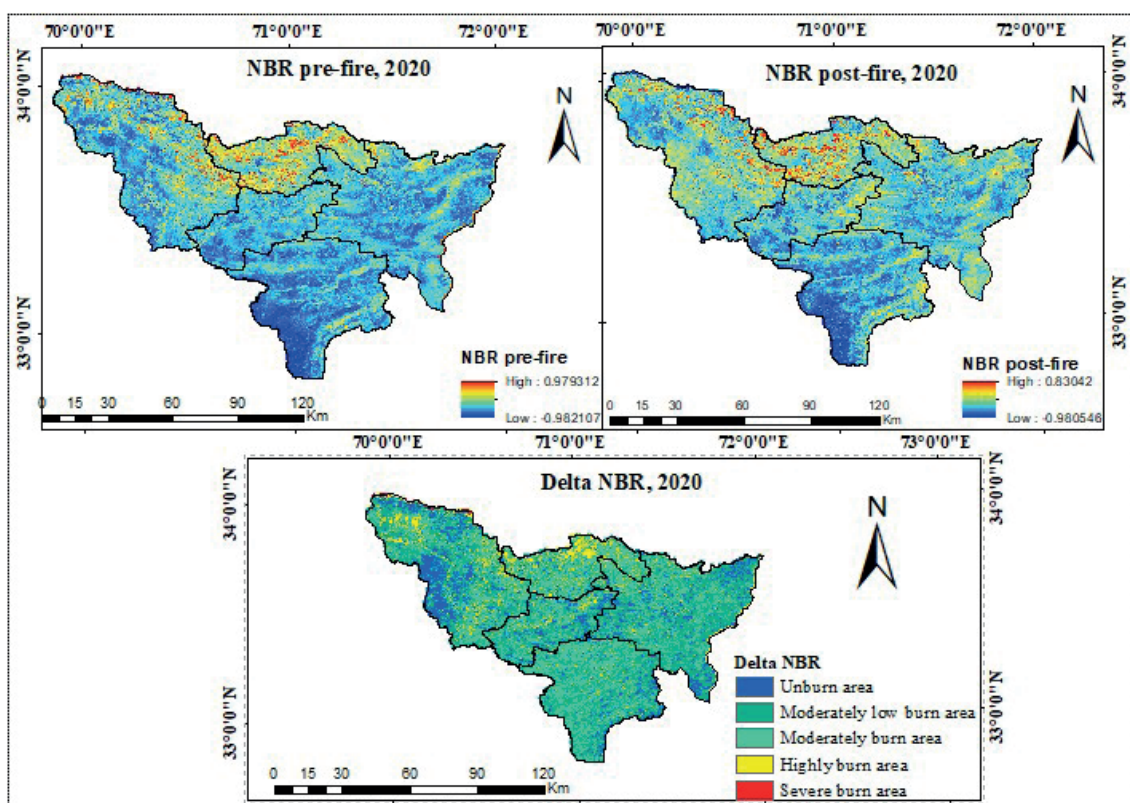 70°0'0"E 71°0'0"E 72°0'0"E
NBR pre-fire, 2020
N
34°0'0"N
33°0'0"N
NBR pre-fire
High : 0.979312
Low : -0.982107
0 15 30 60 90 120
Km
70°0'0"E 71°0'0"E 72°0'0"E
NBR post-fire, 2020
N
34°0'0"N
33°0'0"N
NBR post-fire
High : 0.83042
Low : -0.980546
0 15 30 60 90 120
Km
70°0'0"E 71°0'0"E 72°0'0"E 73°0'0"E
Delta NBR, 2020
N
34°0'0"N
34°0'0"N
33°0'0"N
33°0'0"N
Delta NBR
Unburn area
Moderately low burn area
Moderately burn area
Highly burn area
Severe burn area
0 15 30 60 90 120
Km